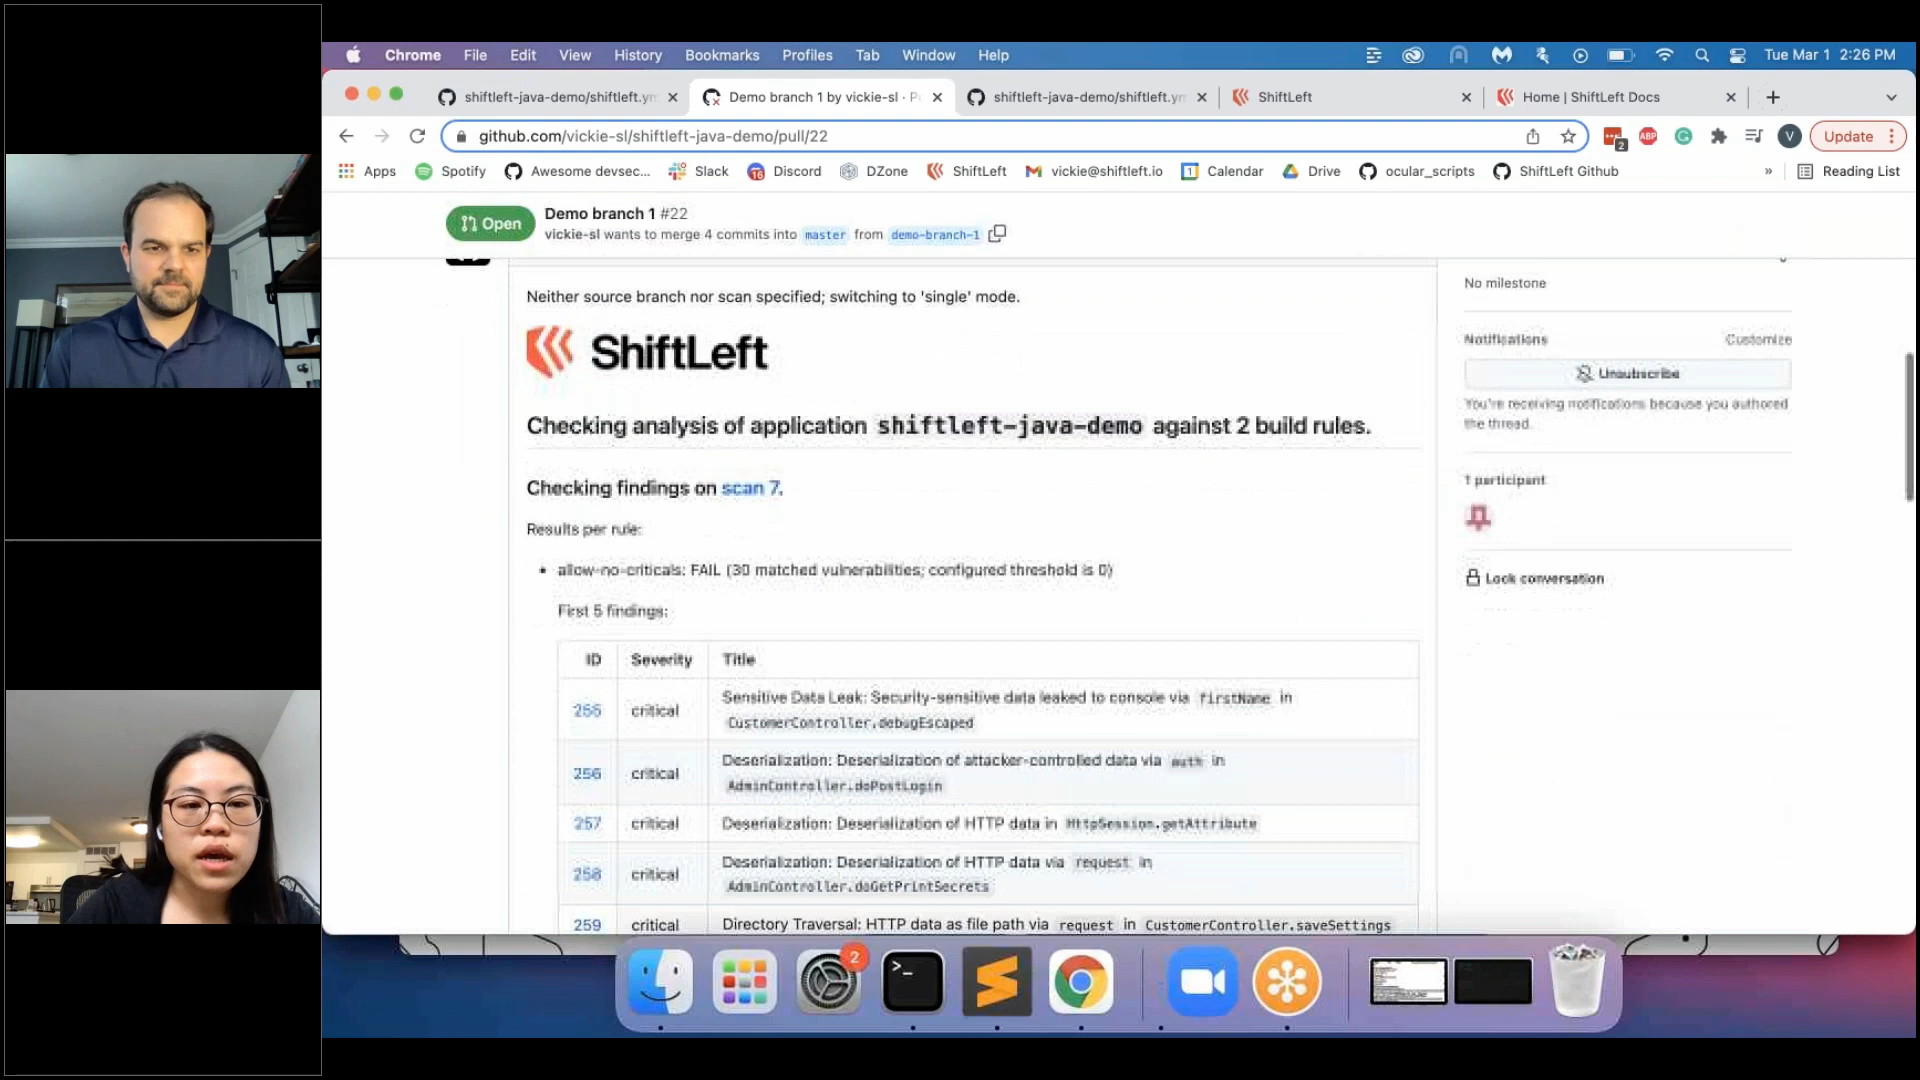 Chrome File Edit View History Bookmarks Profiles Tab Window Help Tue Mar 1 2:26 PM
shiftleft-java-demo/shiftleft.ym Demo branch 1 by vickie-sl · P shiftleft-java-demo/shiftleft.ym ShiftLeft Home | ShiftLeft Docs
github.com/vickie-sl/shiftleft-java-demo/pull/22 2 ABP V Update
Apps Spotify Awesome devsec... Slack 16 Discord DZone ShiftLeft vickie@shiftleft.io 1 Calendar Drive ocular_scripts ShiftLeft Github » Reading List
Open
Demo branch 1 #22
vickie-sl wants to merge 4 commits into master from demo-branch-1
Neither source branch nor scan specified; switching to 'single' mode.
ShiftLeft
Checking analysis of application shiftleft-java-demo against 2 build rules.
Checking findings on scan 7.
Results per rule:
• allow-no-criticals: FAIL (30 matched vulnerabilities; configured threshold is 0)
First 5 findings:
ID Severity Title
255 critical Sensitive Data Leak: Security-sensitive data leaked to console via firstName in
CustomerController.debugEscaped
256 critical Deserialization: Deserialization of attacker-controlled data via auth in
AdminController.doPostLogin
257 critical Deserialization: Deserialization of HTTP data in HttpSession.getAttribute
258 critical Deserialization: Deserialization of HTTP data via request in
AdminController.doGetPrintSecrets
259 critical Directory Traversal: HTTP data as file path via request in CustomerController.saveSettings
No milestone
Notifications Customize
Unsubscribe
You're receiving notifications because you authored
the thread.
1 participant
Lock conversation
2